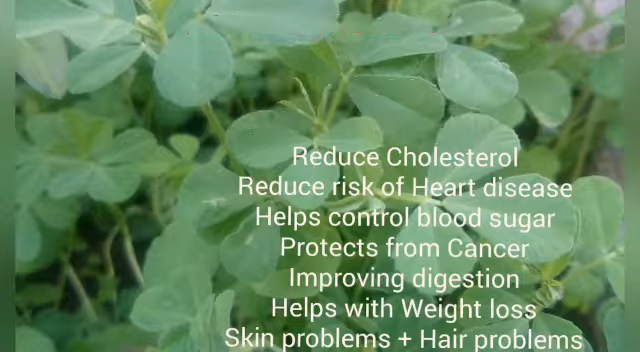 Reduce Cholesterol
Reduce risk of Heart disease
Helps control blood sugar
Protects from Cancer
Improving digestion
Helps with Weight loss
Skin problems + Hair problems